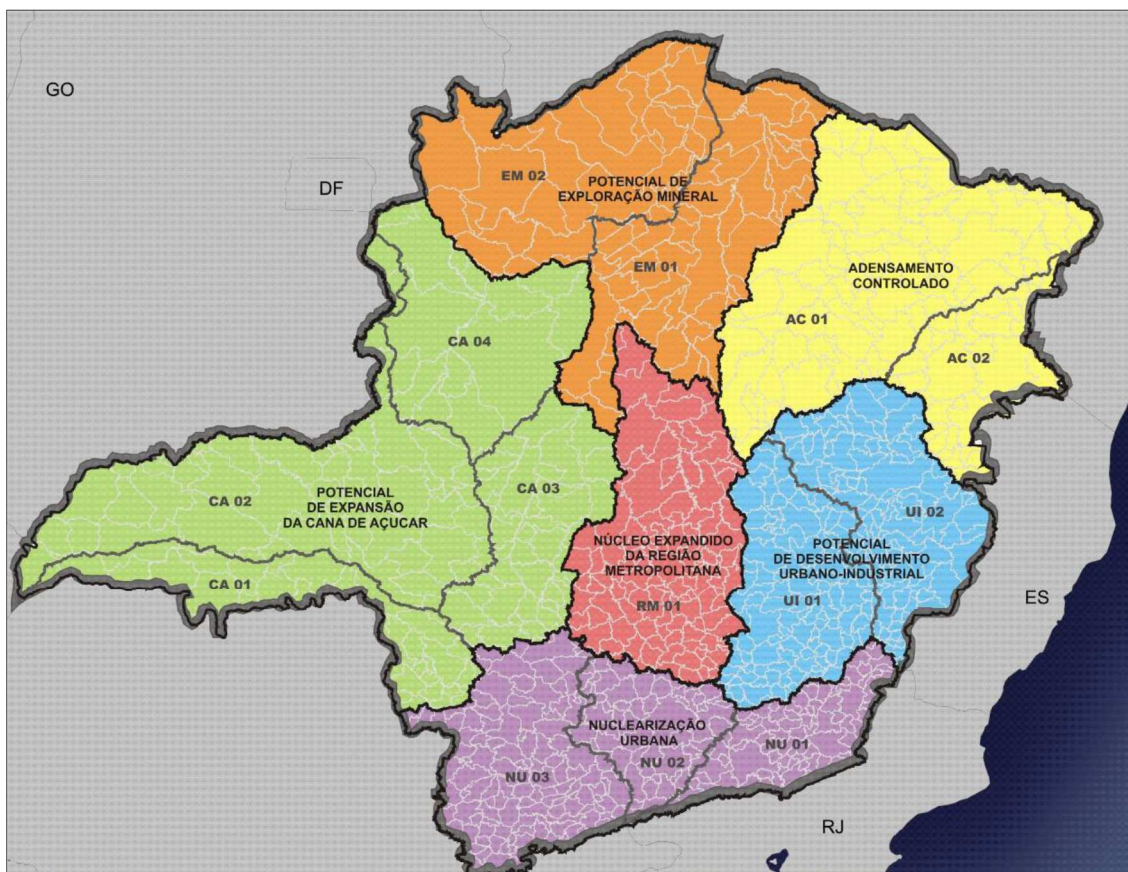 GO
DF
EM 02
POTENCIAL DE
EXPLORAÇÃO MINERAL
EM 01
ADENSAMENTO
CONTROLADO
AC 01
AC 02
CA 04
CA 02
POTENCIAL
DE EXPANSÃO
DA CANA DE AÇUCAR
CA 03
CA 01
NÚCLEO EXPANDIDO
DA REGIÃO
METROPOLITANA
RM 01
UI 02
POTENCIAL
DE DESENVOLVIMENTO
URBANO-INDÚSTRIAL
UI 01
ES
NUCLEARIZAÇÃO
URBANA
NU 01
NU 02
NU 03
RJ